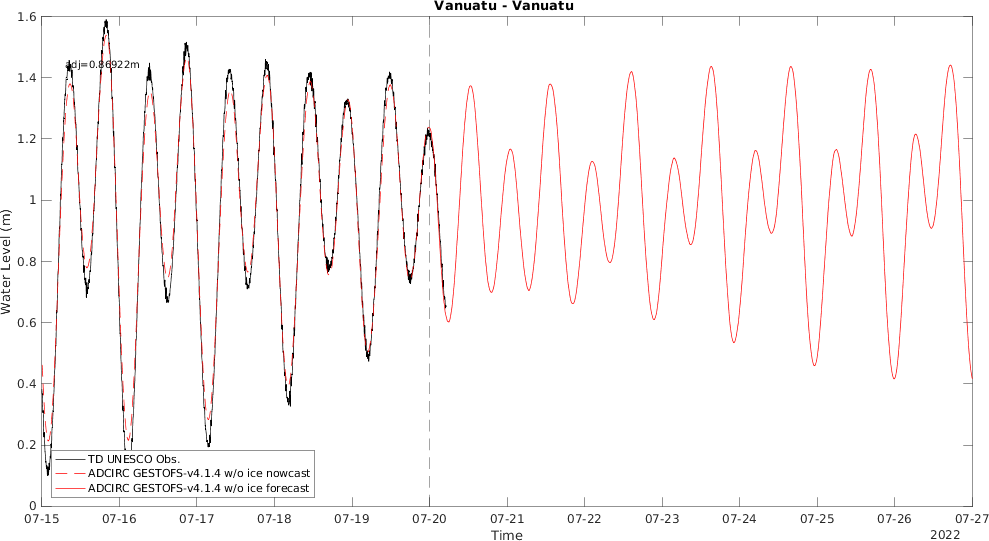 Vanuatu - Vanuatu
1.6
1.4
1.2
1
0.8
0.6
0.4
0.2
0
Water Level (m)
adj=0.86922m
TD UNESCO Obs.
ADCIRC GESTOFS-v4.1.4 w/o ice nowcast
ADCIRC GESTOFS-v4.1.4 w/o ice forecast
07-15 07-16 07-17 07-18 07-19 07-20 07-21 07-22 07-23 07-24 07-25 07-26 07-27
Time
2022